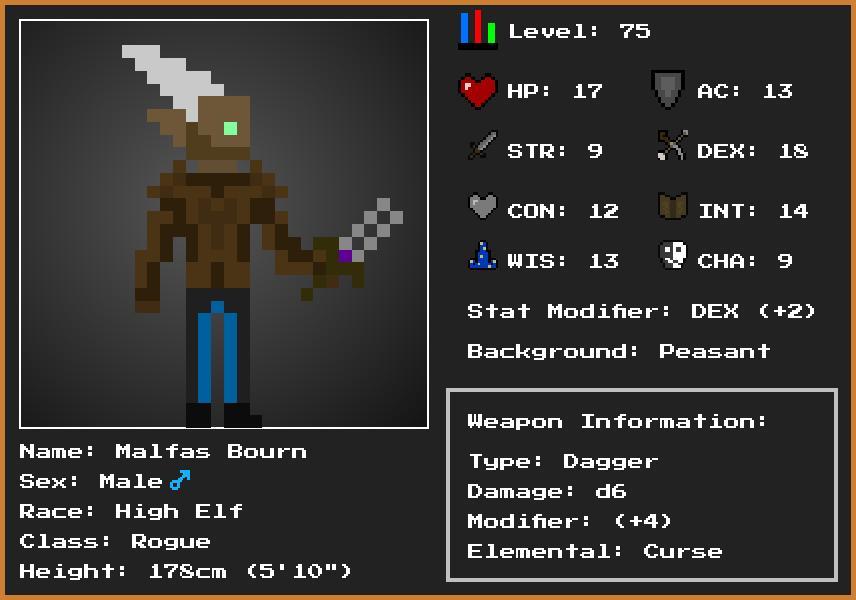 Level: 75
HP: 17
AC: 13
STR: 9
DEX: 18
CON: 12
INT: 14
WIS: 13
CHA: 9
Stat Modifier: DEX (+2)
Background: Peasant
Weapon Information:
Type: Dagger
Damage: d6
Modifier: (+4)
Elemental: Curse
Name: Malfas Bourn
Sex: Male♂
Race: High Elf
Class: Rogue
Height: 178cm (5'10")